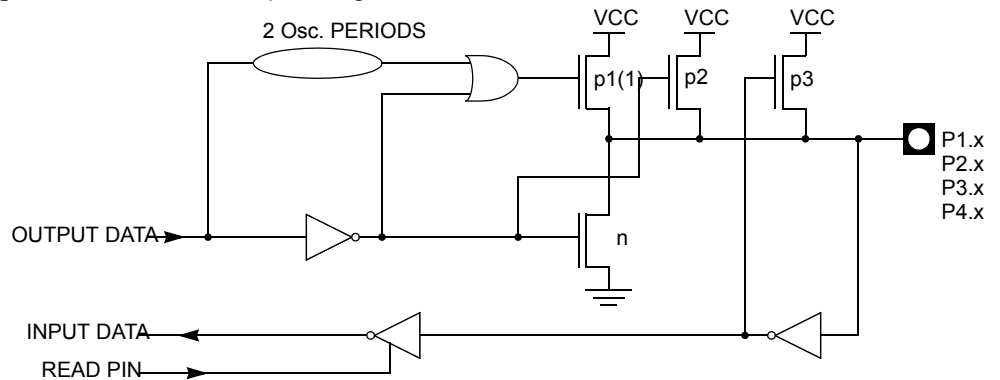 2 Osc. PERIODS
VCC
VCC
VCC
p1(1)
p2
p3
P1.x
P2.x
P3.x
P4.x
OUTPUT DATA
n
INPUT DATA
READ PIN